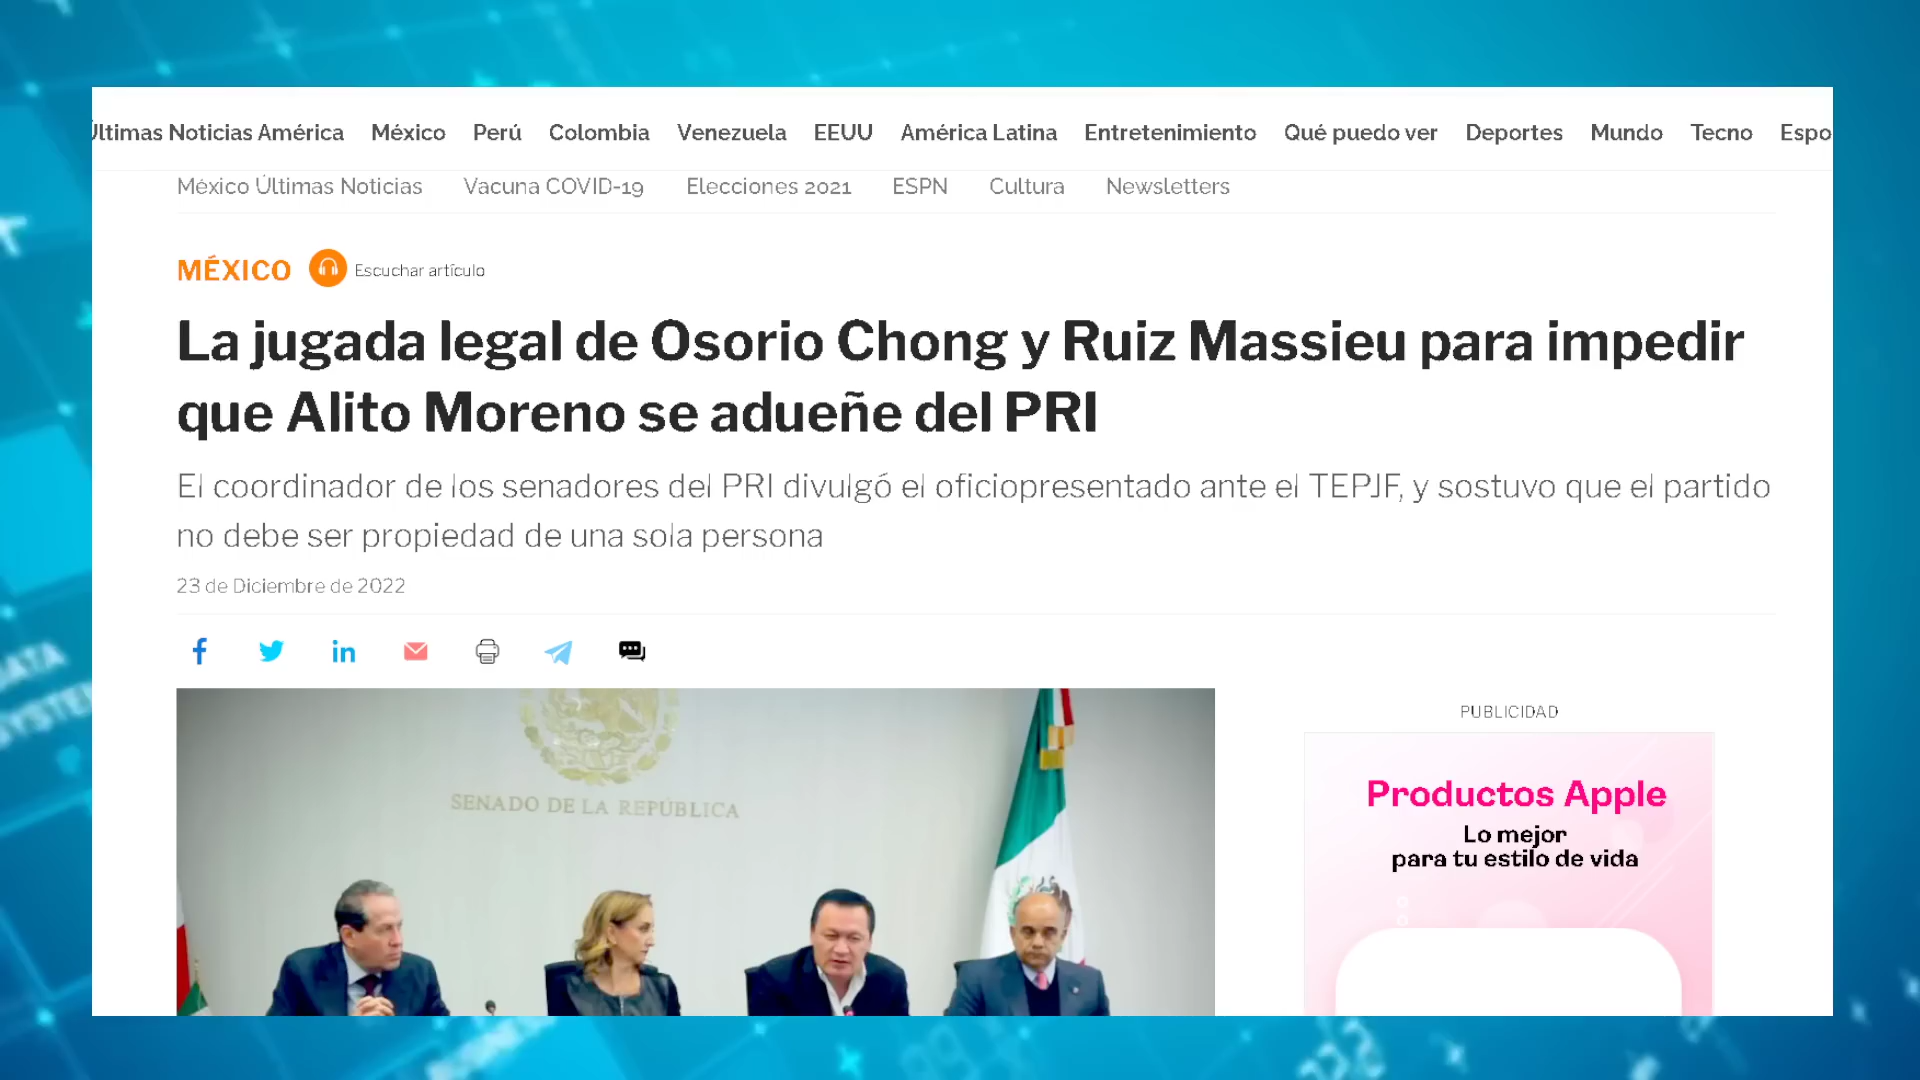 Últimas Noticias América México Perú Colombia Venezuela EEUU América Latina Entretenimiento Qué puedo ver Deportes Mundo Tecno Espo
México Últimas Noticias Vacuna COVID-19 Elecciones 2021 ESPN Cultura Newsletters
MÉXICO Escuchar artículo
La jugada legal de Osorio Chong y Ruiz Massieu para impedir
que Alito Moreno se adueñe del PRI
El coordinador de los senadores del PRI divulgó el oficiopresentado ante el TEPJF, y sostuvo que el partido
no debe ser propiedad de una sola persona
23 de Diciembre de 2022
SENADO DE LA REPÚBLICA
PUBLICIDAD
Productos Apple
Lo mejor
para tu estilo de vida
DATA
SYSTEM